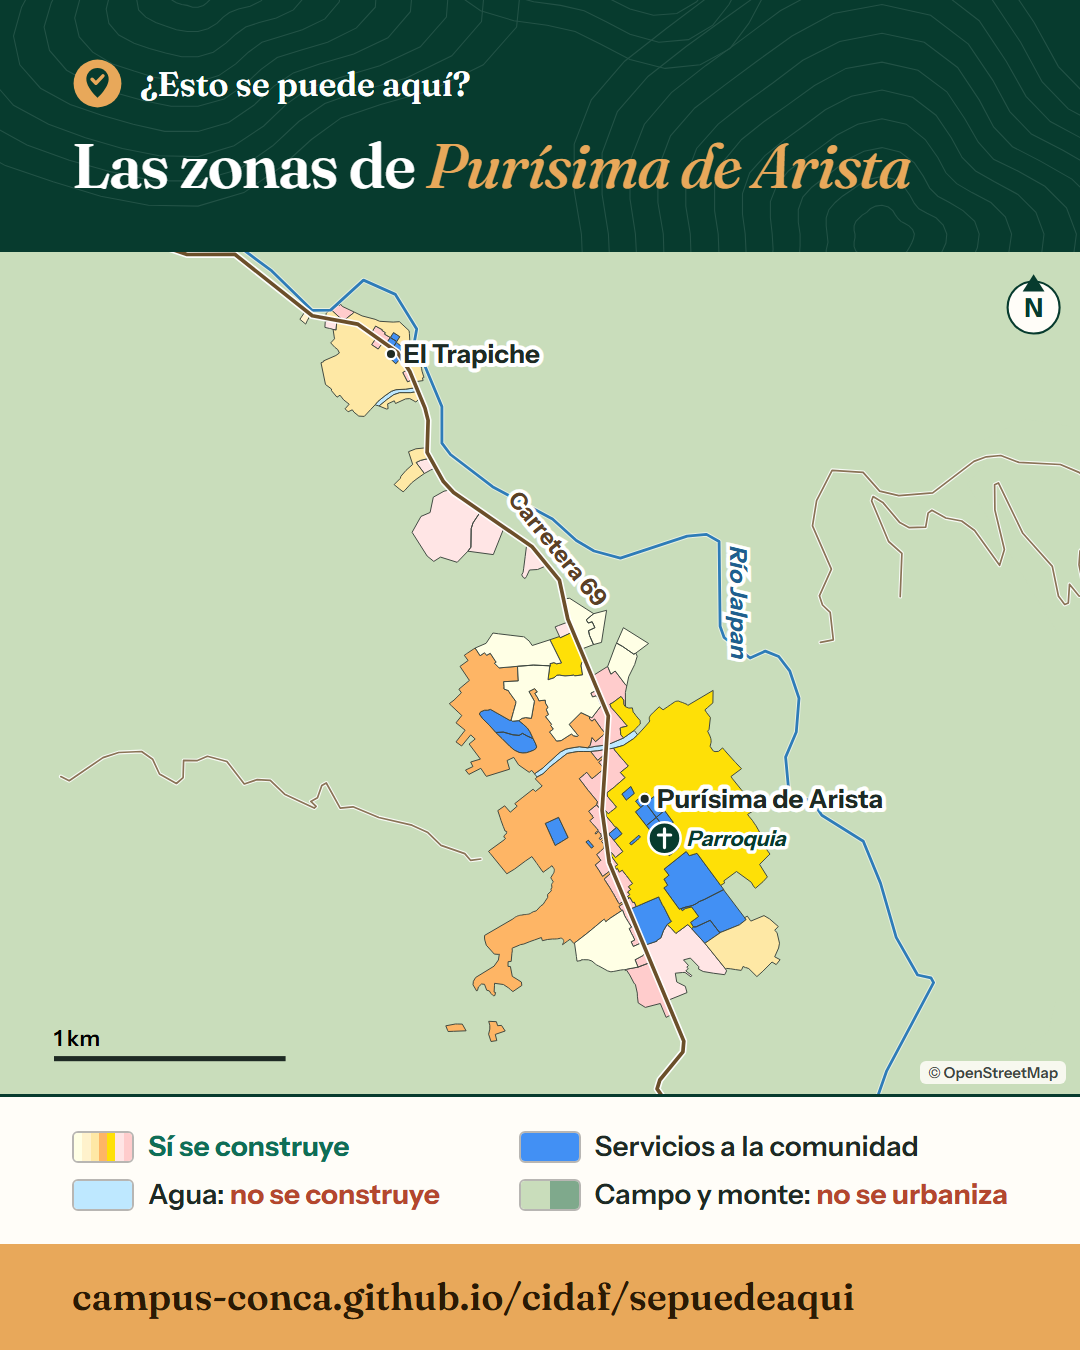 ¿Esto se puede aquí?
Las zonas de Purísima de Arista
N
El Trapiche
Carretera 69
Río Jalpan
Purísima de Arista
Parroquia
1 km
© OpenStreetMap
Sí se construye
Servicios a la comunidad
Agua: no se construye
Campo y monte: no se urbaniza
campus-conca.github.io/cidaf/sepuedeaqui